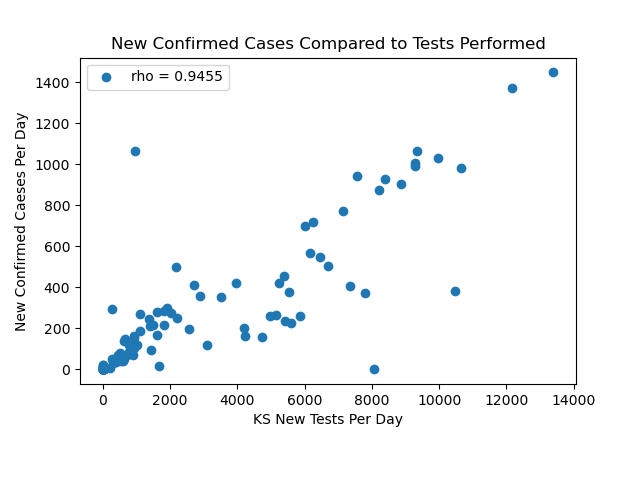 New Confirmed Cases Compared to Tests Performed
rho = 0.9455
New Confirmed Caeses Per Day
1400
1200
1000
800
600
400
200
0
0 2000 4000 6000 8000 10000 12000 14000
KS New Tests Per Day